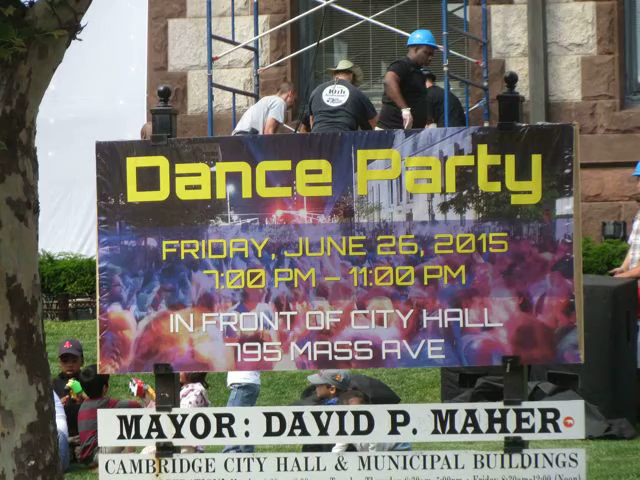 10th
Dance Party
FRIDAY, JUNE 26, 2015
7:00 PM – 11:00 PM
IN FRONT OF CITY HALL
795 MASS AVE
MAYOR: DAVID P. MAHER
CAMBRIDGE CITY HALL & MUNICIPAL BUILDINGS